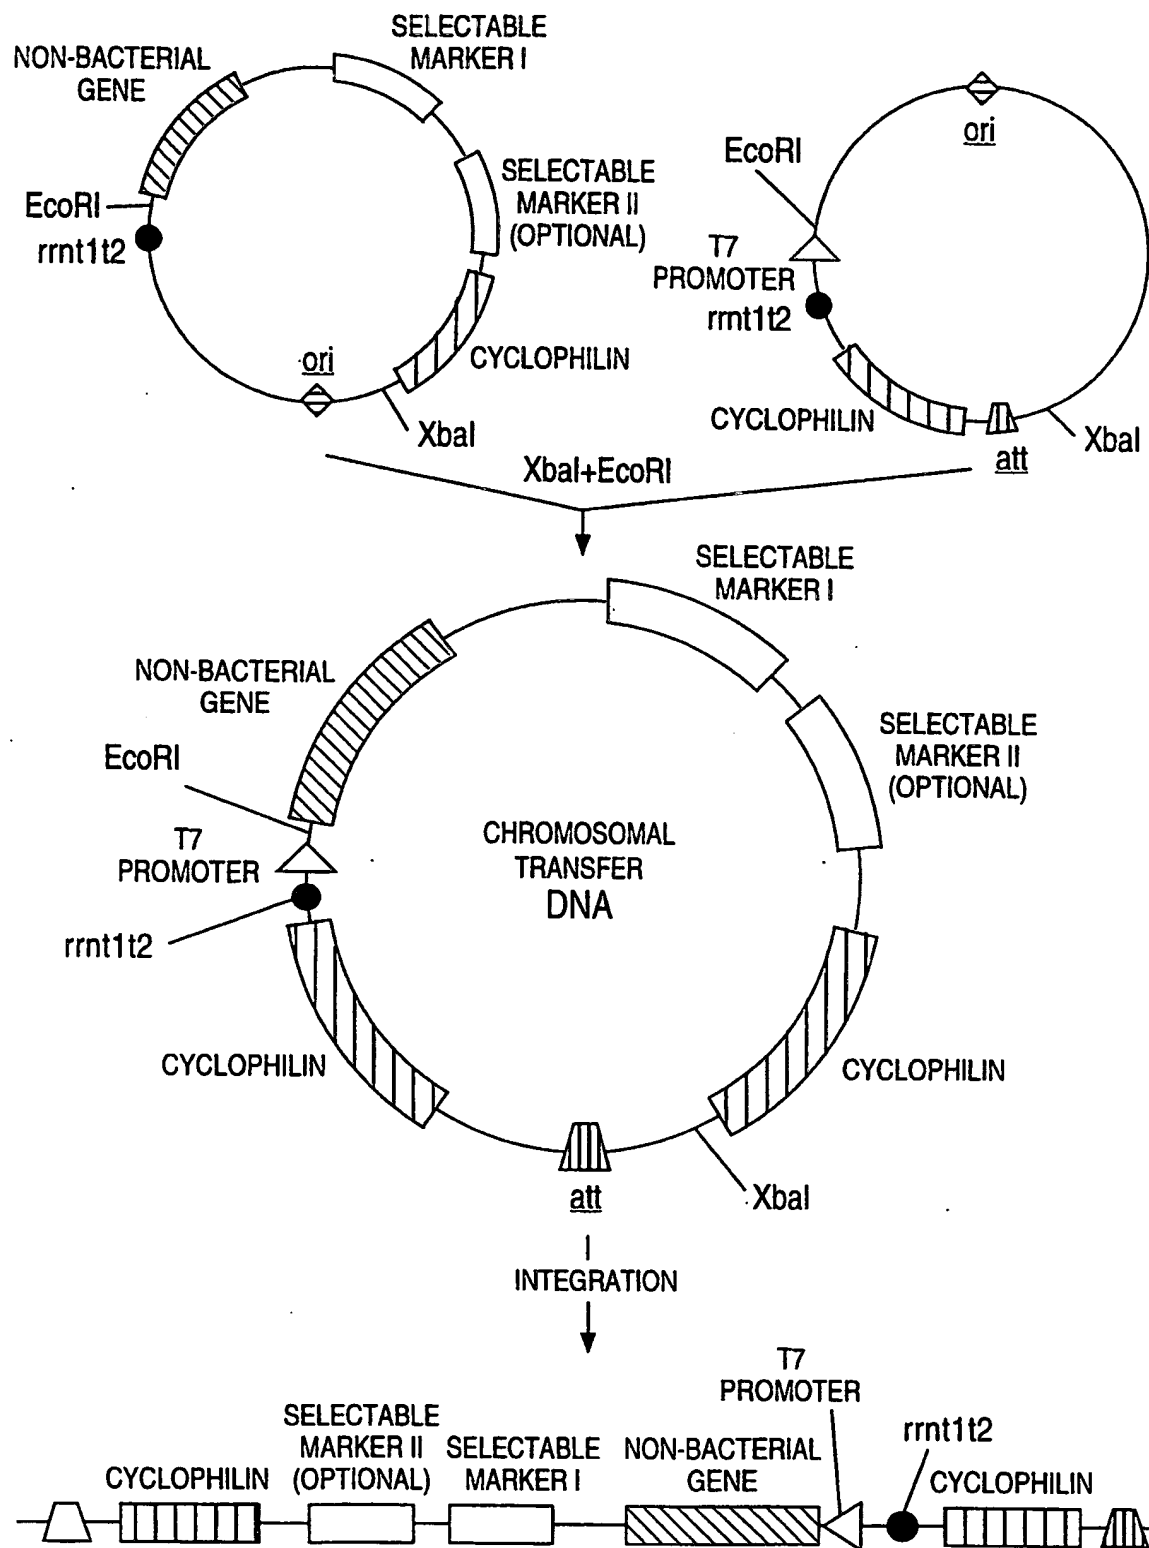 SELECTABLE
MARKER I
NON-BACTERIAL
GENE
SELECTABLE
MARKER II
(OPTIONAL)
EcoRI
rrnt1t2
ori
CYCLOPHILIN
XbaI
ori
EcoRI
T7
PROMOTER
rrnt1t2
CYCLOPHILIN
att
XbaI
XbaI+EcoRI
SELECTABLE
MARKER I
NON-BACTERIAL
GENE
SELECTABLE
MARKER II
(OPTIONAL)
EcoRI
T7
PROMOTER
CHROMOSOMAL
TRANSFER
DNA
rrnt1t2
CYCLOPHILIN
CYCLOPHILIN
att
XbaI
INTEGRATION
T7
PROMOTER
SELECTABLE
MARKER II
(OPTIONAL)
SELECTABLE
MARKER I
NON-BACTERIAL
GENE
rrnt1t2
CYCLOPHILIN
CYCLOPHILIN